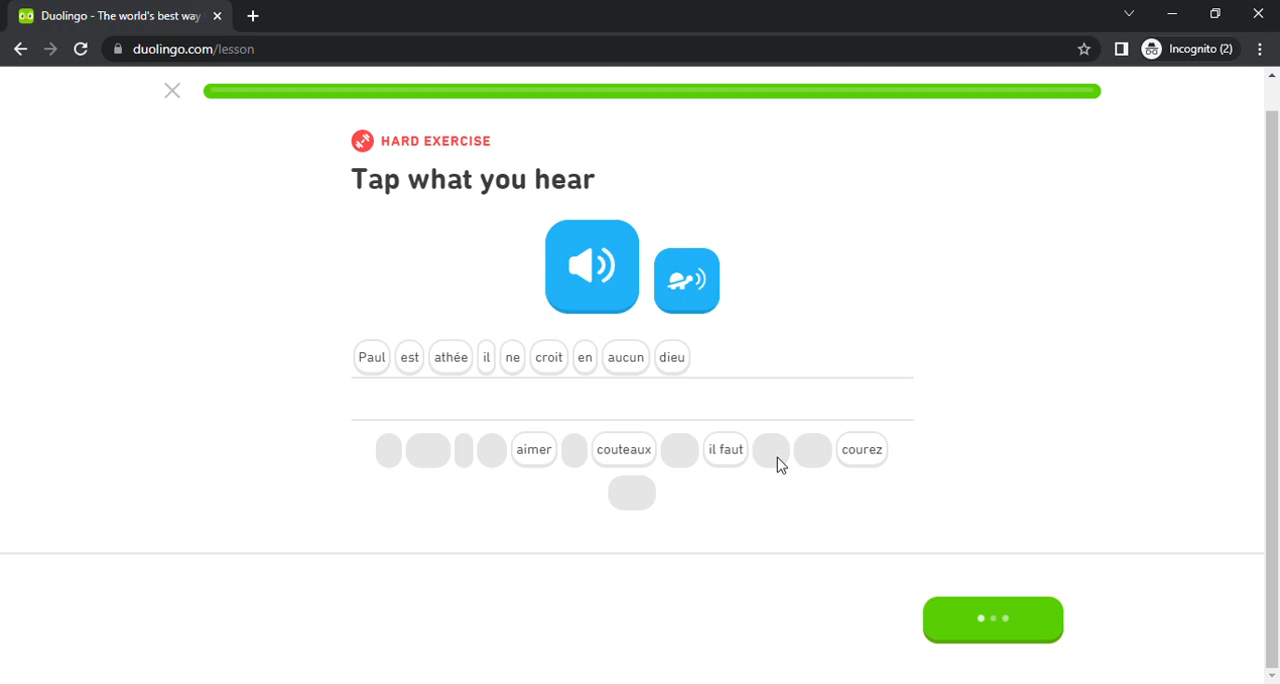 Duolingo - The world's best way
duolingo.com/lesson
Incognito (2)
HARD EXERCISE
Tap what you hear
Paul est athée il ne croit en aucun dieu
aimer couteaux il faut courez